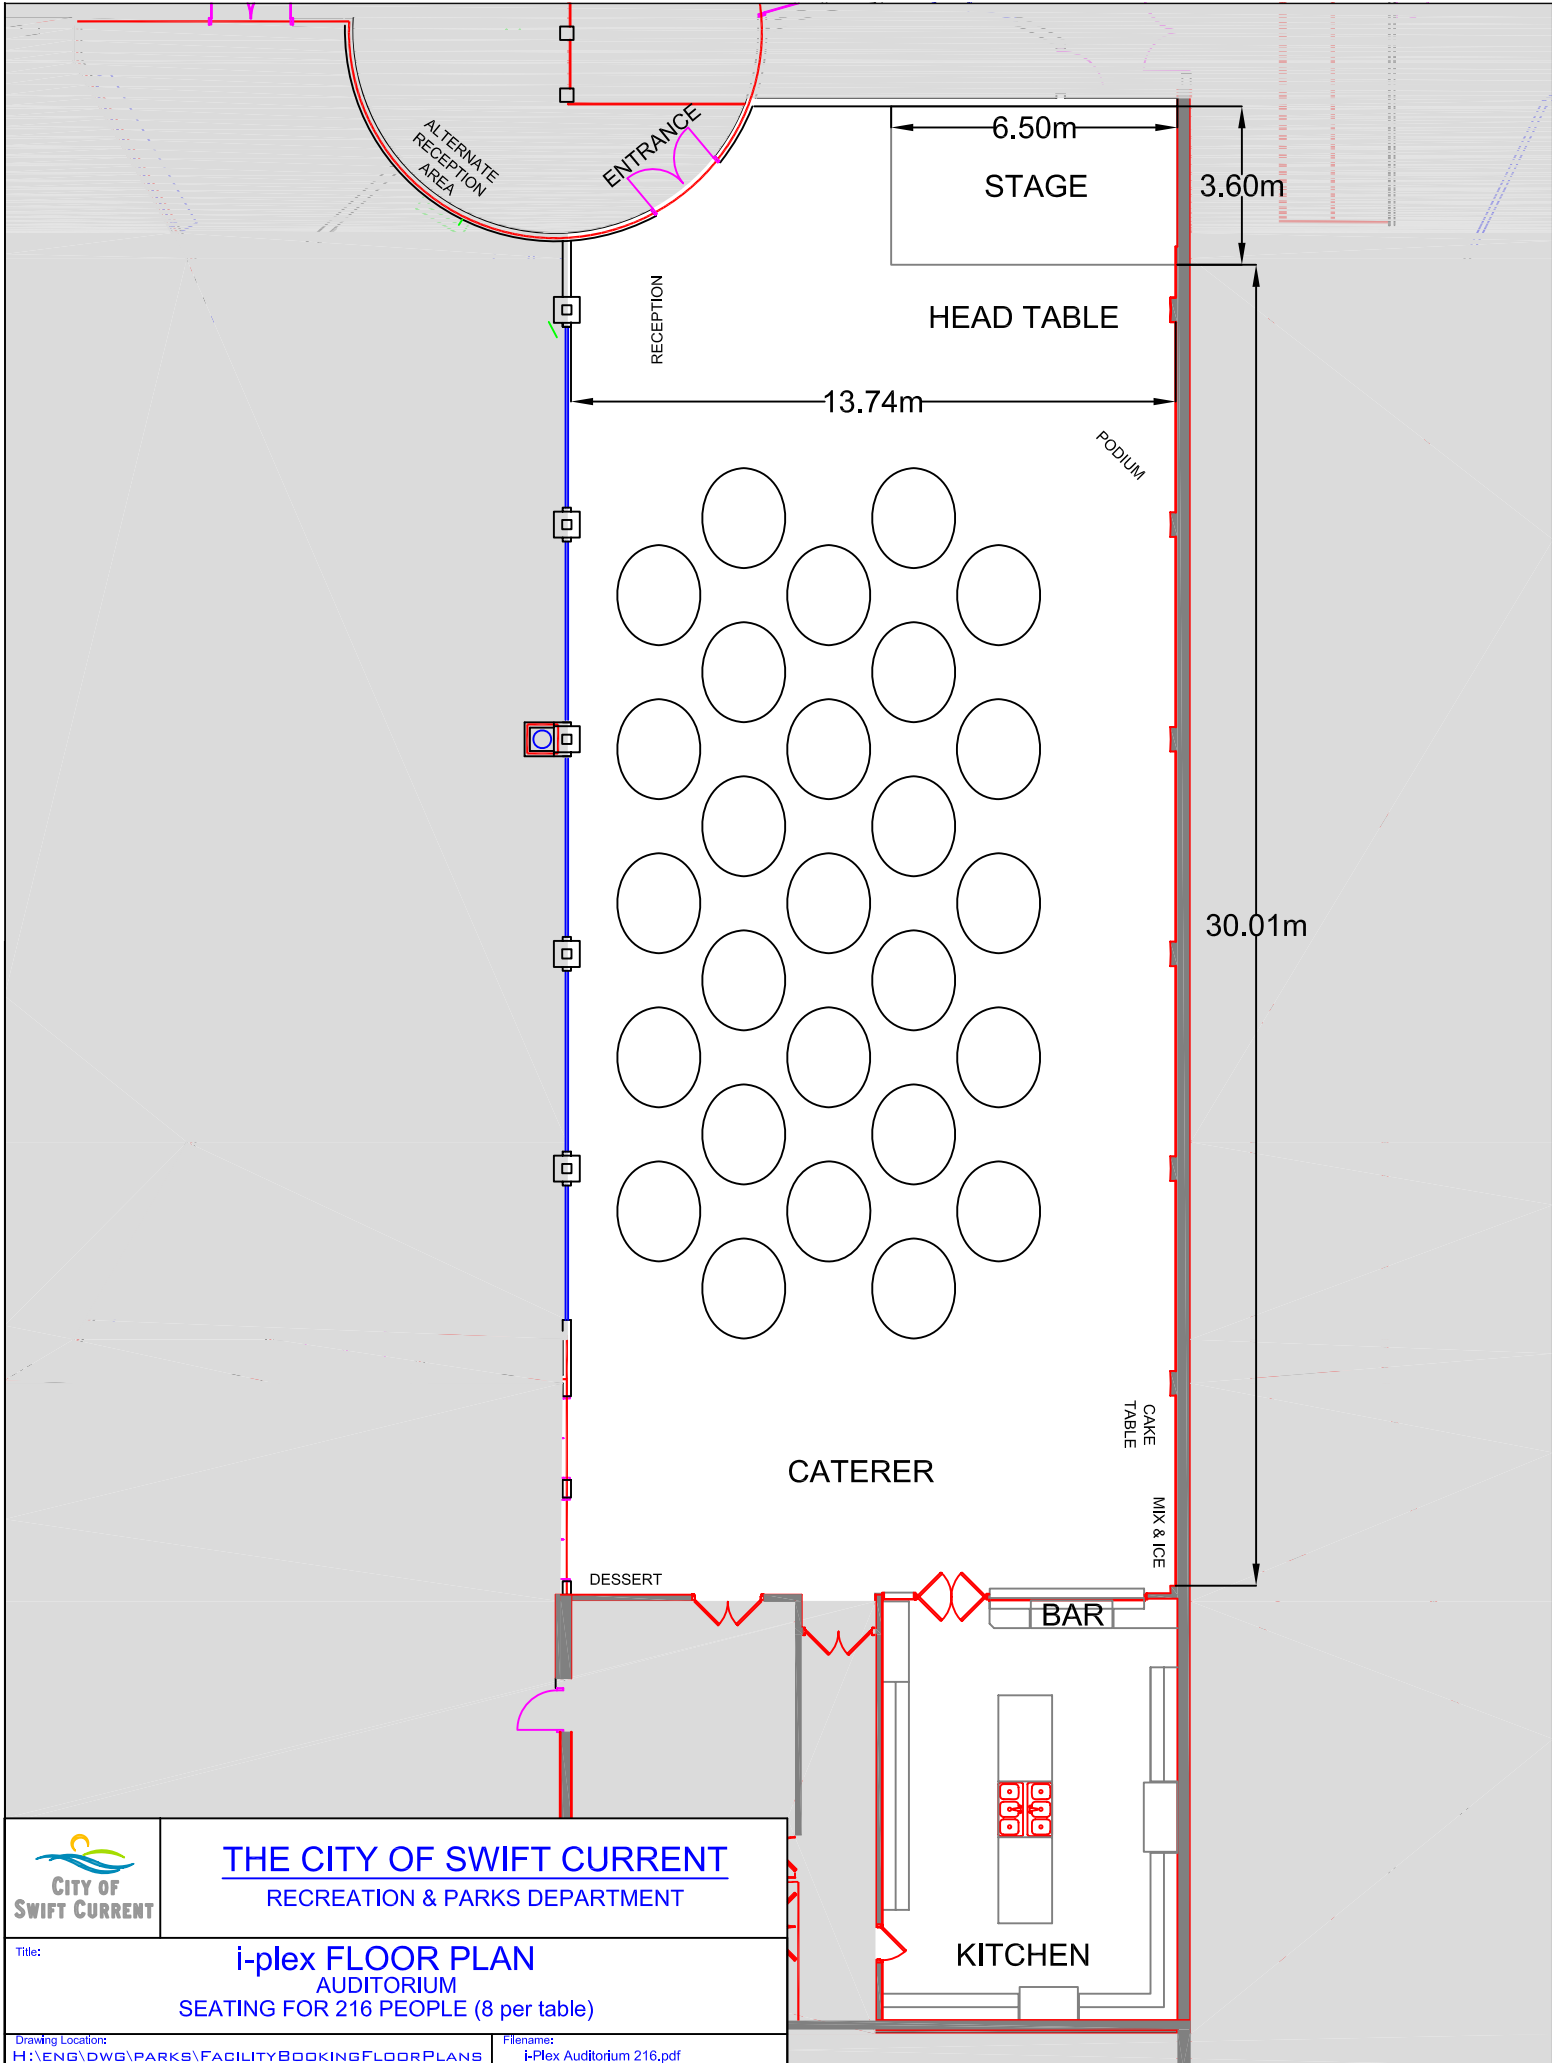 ALTERNATE
RECEPTION
AREA
ENTRANCE
6.50m
STAGE
3.60m
RECEPTION
HEAD TABLE
13.74m
PODIUM
30.01m
CAKE
TABLE
CATERER
MIX & ICE
DESSERT
BAR
KITCHEN
CITY OF
SWIFT CURRENT
THE CITY OF SWIFT CURRENT
RECREATION & PARKS DEPARTMENT
Title:
i-plex FLOOR PLAN
AUDITORIUM
SEATING FOR 216 PEOPLE (8 per table)
Drawing Location:
H:\ENG\DWG\PARKS\FACILITYBOOKINGFLOORPLANS
Filename:
i-Plex Auditorium 216.pdf